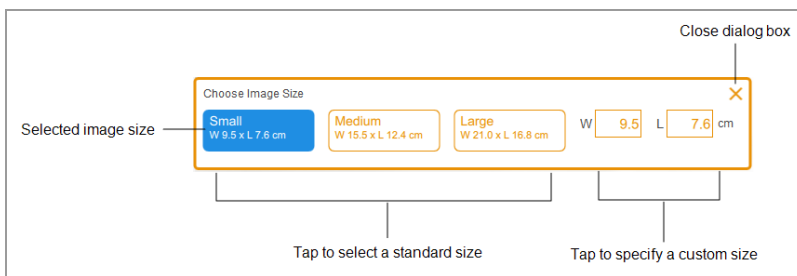 Close dialog box
Choose Image Size
Selected image size
Small
W 9.5 x L 7.6 cm
Medium
W 15.5 x L 12.4 cm
Large
W 21.0 x L 16.8 cm
W 9.5 L 7.6 cm
Tap to select a standard size
Tap to specify a custom size